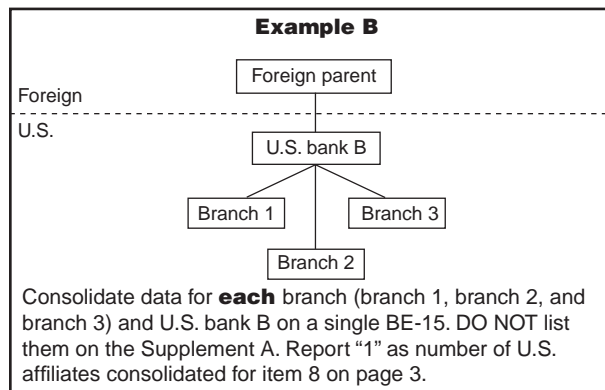 Example B
Foreign parent
Foreign
U.S.
U.S. bank B
Branch 1
Branch 3
Branch 2
Consolidate data for each branch (branch 1, branch 2, and
branch 3) and U.S. bank B on a single BE-15. DO NOT list
them on the Supplement A. Report “1” as number of U.S.
affiliates consolidated for item 8 on page 3.